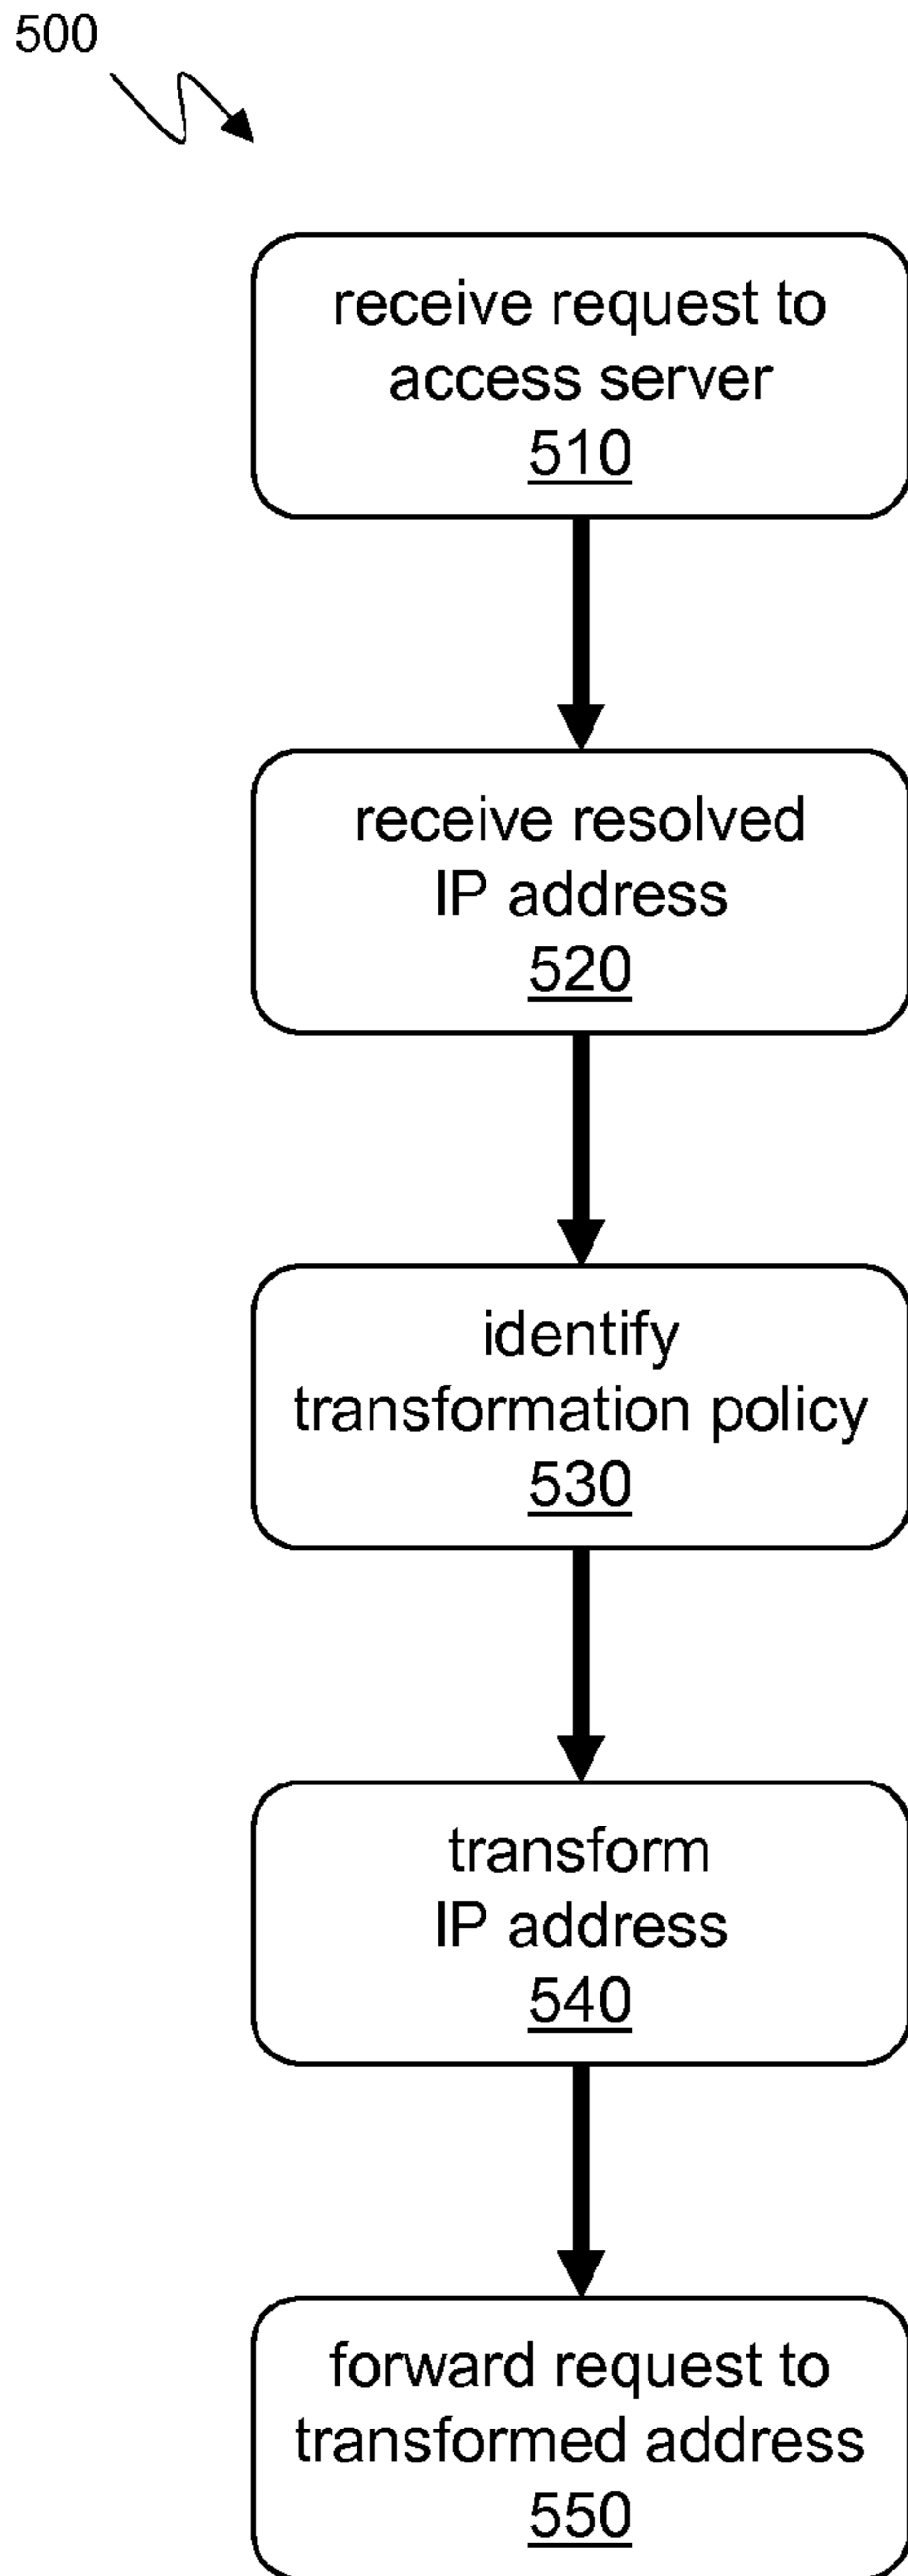 500
receive request to
access server
510
receive resolved
IP address
520
identify
transformation policy
530
transform
IP address
540
forward request to
transformed address
550